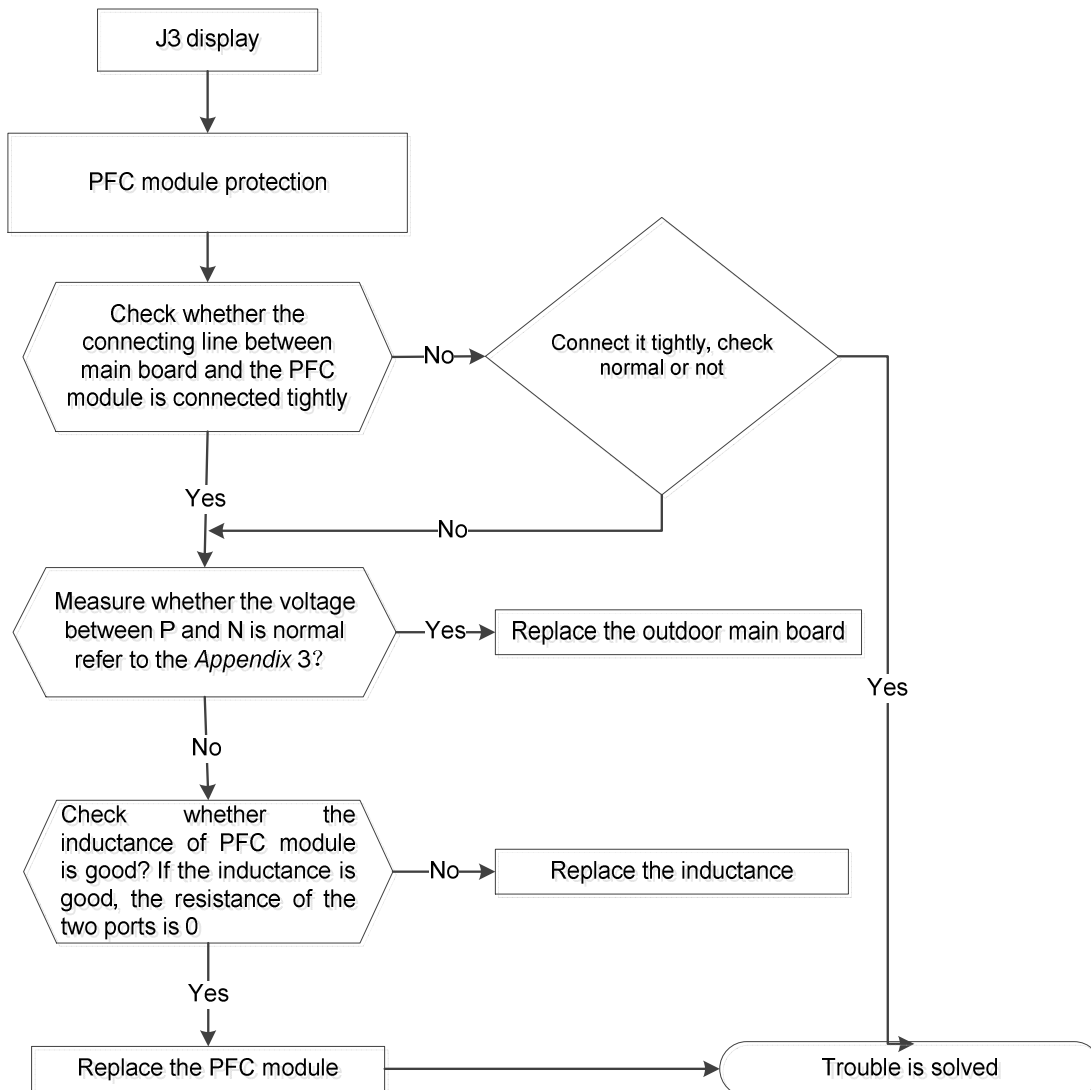 J3 display
PFC module protection
Check whether the
connecting line between
main board and the PFC
module is connected tightly
No
Connect it tightly, check
normal or not
Yes
No
Measure whether the voltage
between P and N is normal
refer to the Appendix 3?
Yes
Replace the outdoor main board
Yes
No
Check whether the
inductance of PFC module
is good? If the inductance is
good, the resistance of the
two ports is 0
No
Replace the inductance
Yes
Replace the PFC module
Trouble is solved